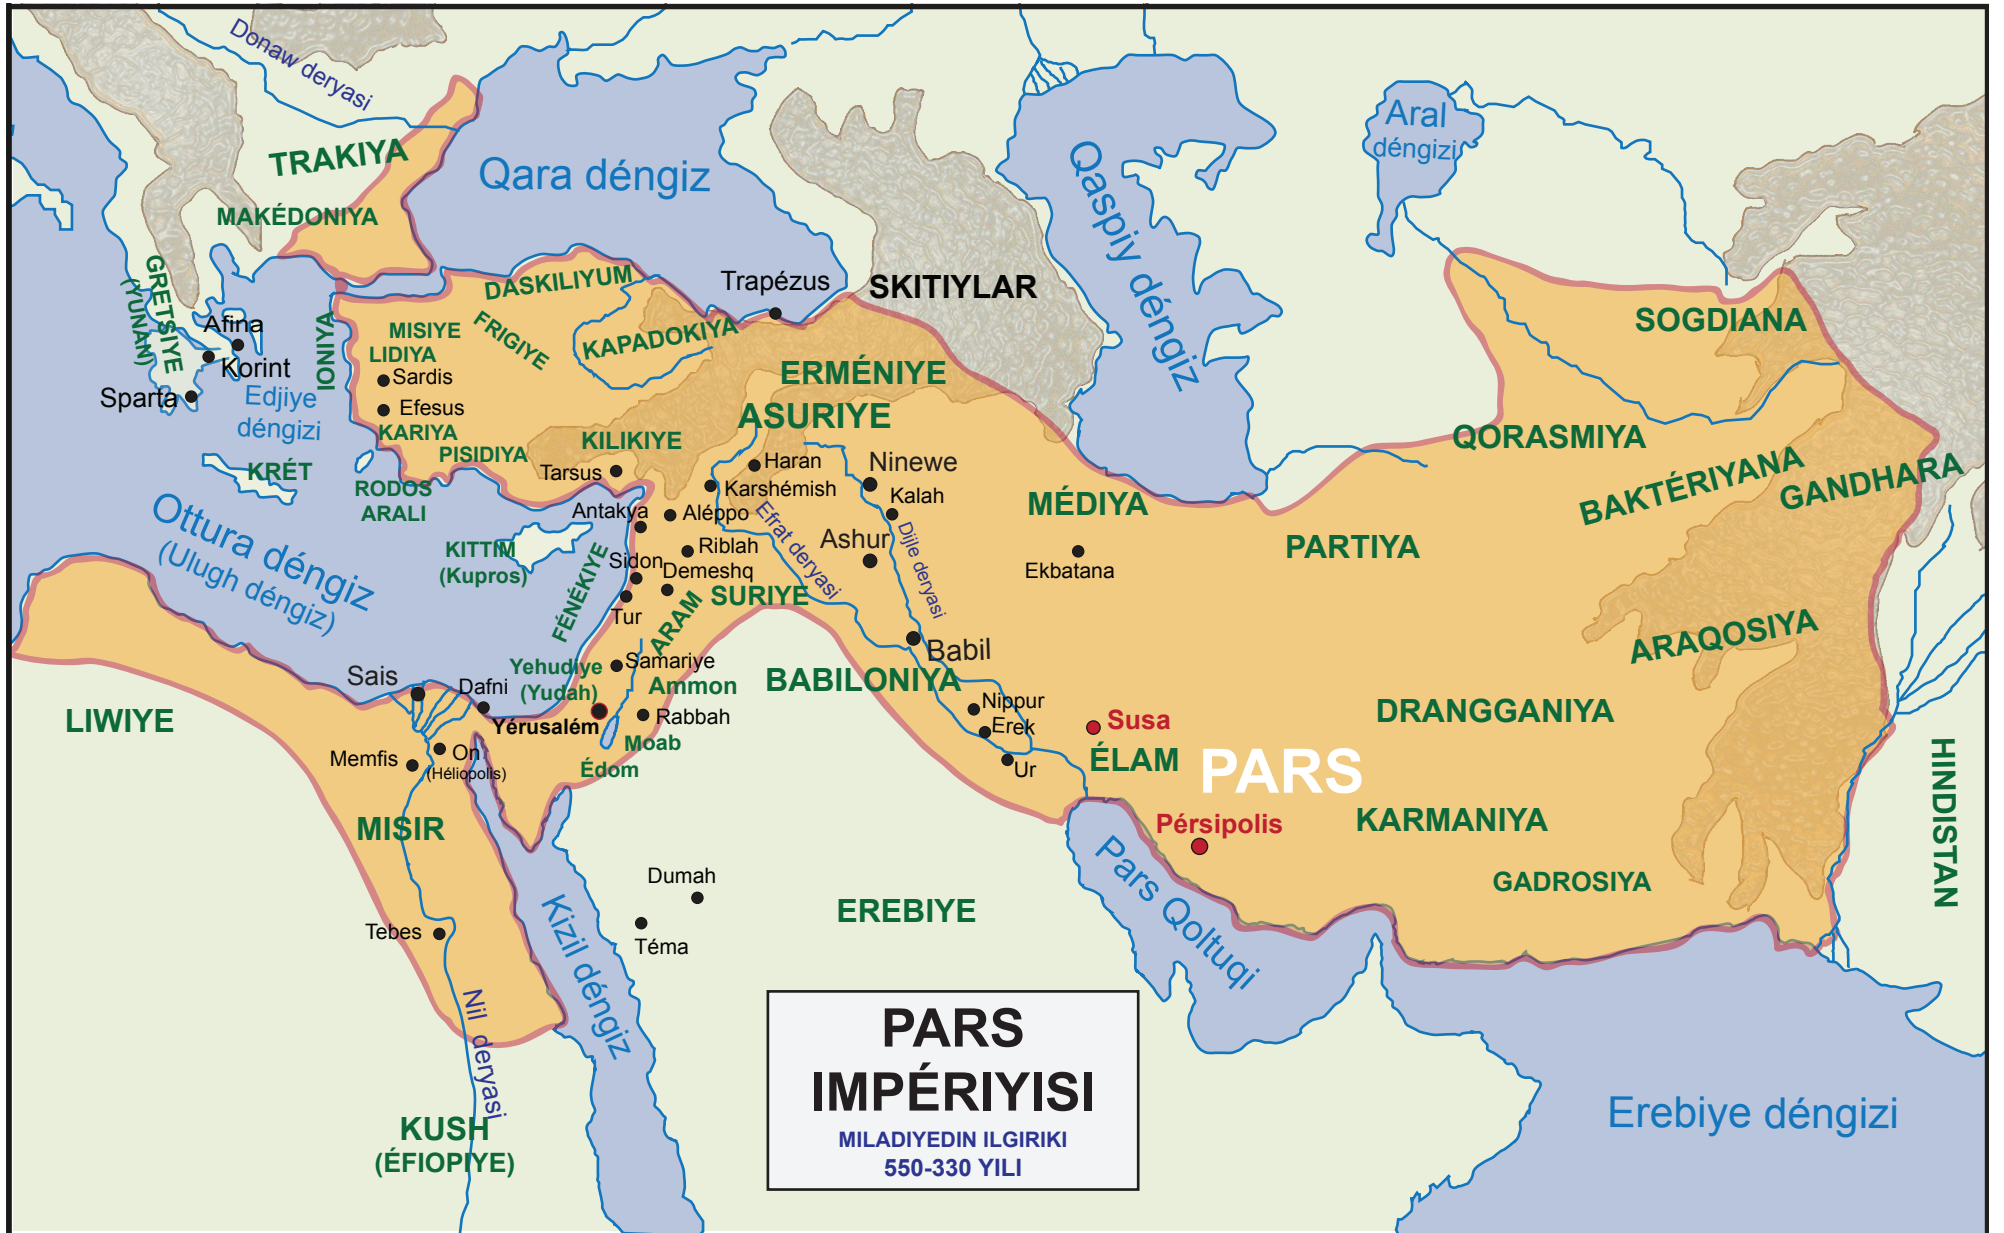 Donaw deryasi
TRAKIYA
MAKÉDONIYA
Qara déngiz
Qaspiy déngiz
Aral
déngizi
GRETSIYE
(YUNAN)
Afina
Korint
Sparta
Edjiye
déngizi
IONIYA
DASKILIYUM
MISIYE
LIDIYA
Sardis
Efesus
KARIYA
PISIDIYA
FRIGIYE
KAPADOKIYA
Trapézus
SKITIYLAR
ERMÉNIYE
ASURIYE
KILIKIYE
Tarsus
SOGDIANA
QORASMIYA
BAKTÉRIYANA
GANDHARA
KRÉT
RODOS
ARALI
Ottura déngiz
(Ulugh déngiz)
KITTIM
(Kupros)
Haran
Karshémish
Antakya
Aléppo
Riblah
Sidon
Demeshq
Tur
FÉNÉKIYE
ARAM
SURIYE
Efrat deryasi
Ninewe
Kalah
Ashur
Dijle deryasi
MÉDIYA
Ekbatana
PARTIYA
ARAQOSIYA
Babil
BABILONIYA
Nippur
Erek
Ur
Susa
ÉLAM
PARS
Pérsipolis
DRANGGANIYA
KARMANIYA
GADROSIYA
HINDISTAN
Yehudiye
(Yudah)
Samariye
Ammon
Rabbah
Yérusalém
Moab
Édom
Sais
Dafni
LIWIYE
Memfis
On
(Héliopolis)
MISIR
Tebes
Nil deryasi
Kizil déngiz
Dumah
Téma
EREBIYE
Pars Qoltuqi
KUSH
(ÉFIOPIYE)
PARS
IMPÉRIYISI
MILADIYEDIN ILGIRIKI
550-330 YILI
Erebiye déngizi